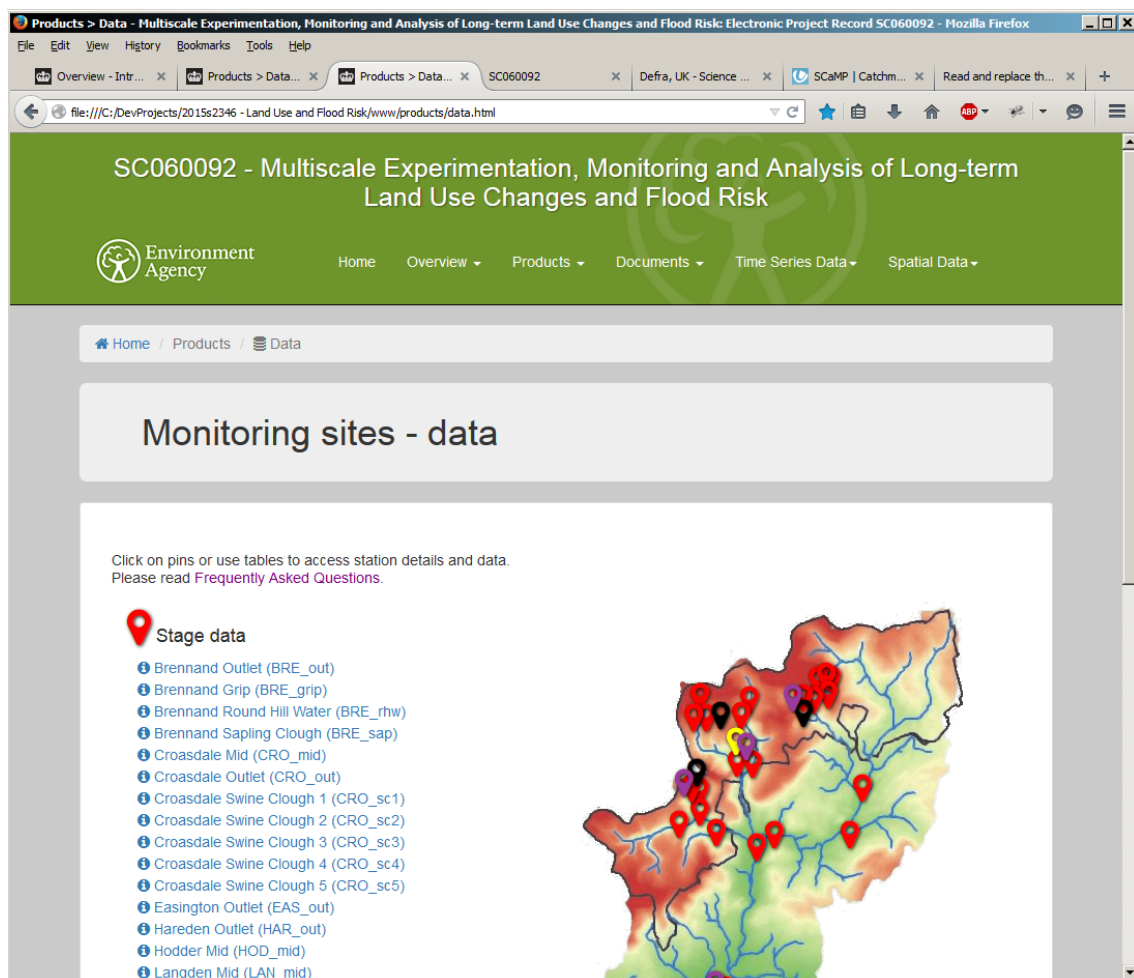 Products > Data - Multiscale Experimentation, Monitoring and Analysis of Long-term Land Use Changes and Flood Risk: Electronic Project Record SC060092 - Mozilla Firefox
File Edit View History Bookmarks Tools Help
Overview - Intr... Products > Data... Products > Data... SC060092 Defra, UK - Science ... SCaMP | Catchm... Read and replace th...
file:///C:/DevProjects/2015s2346 - Land Use and Flood Risk/www/products/data.html
ABP
SC060092 - Multiscale Experimentation, Monitoring and Analysis of Long-term
Land Use Changes and Flood Risk
Environment
Agency
Home Overview Products Documents Time Series Data Spatial Data
Home / Products / Data
Monitoring sites - data
Click on pins or use tables to access station details and data.
Please read Frequently Asked Questions.
Stage data
Brennand Outlet (BRE_out)
Brennand Grip (BRE_grip)
Brennand Round Hill Water (BRE_rhw)
Brennand Sapling Clough (BRE_sap)
Croasdale Mid (CRO_mid)
Croasdale Outlet (CRO_out)
Croasdale Swine Clough 1 (CRO_sc1)
Croasdale Swine Clough 2 (CRO_sc2)
Croasdale Swine Clough 3 (CRO_sc3)
Croasdale Swine Clough 4 (CRO_sc4)
Croasdale Swine Clough 5 (CRO_sc5)
Easington Outlet (EAS_out)
Hareden Outlet (HAR_out)
Hodder Mid (HOD_mid)
Langden Mid (LAN_mid)